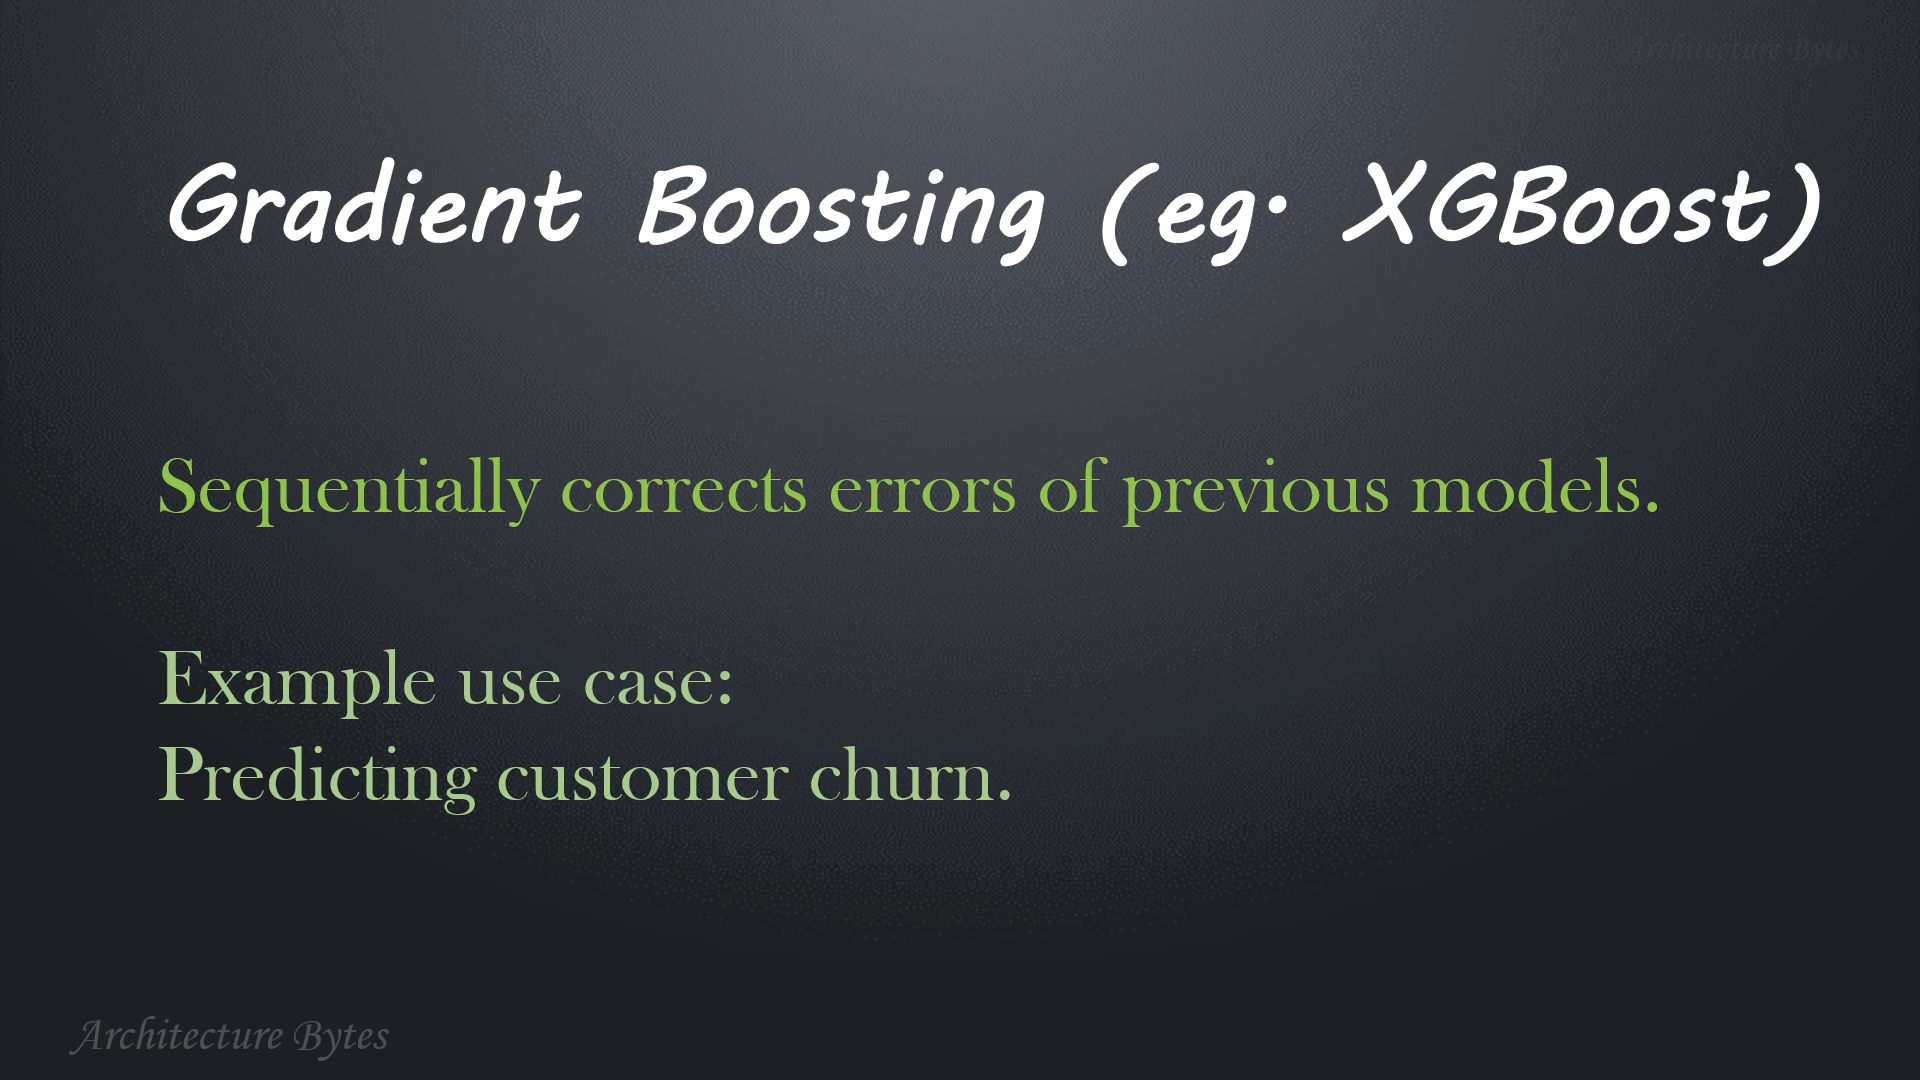 Architecture Bytes
Gradient Boosting (eg. XGBoost)
Sequentially corrects errors of previous models.
Example use case:
Predicting customer churn.
Architecture Bytes